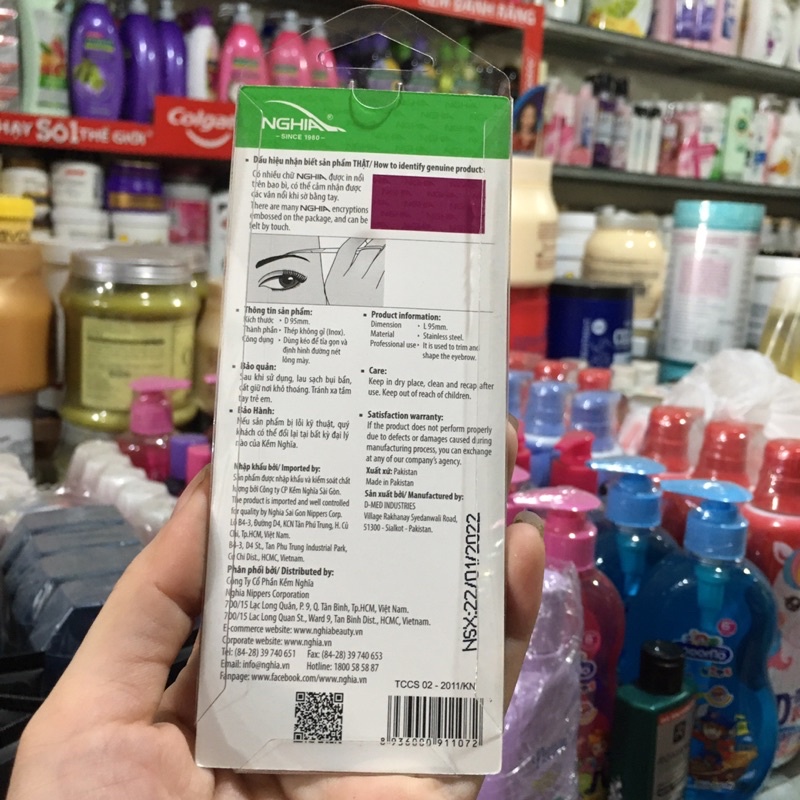 NEW ĐÁNH RĂNG
HẠY SỐ1 THẾ GIỚI*
Colgate
NGHIA®
- SINCE 1960 -
• Dấu hiệu nhận biết sản phẩm THẬT/ How to identify genuine products
Có nhiều chữ NGHIA được in nổi
trên bao bì, có thể cảm nhận được
các vân nổi khi sờ bằng tay.
There are many NGHIA encryptions
embossed on the package, and can be
felt by touch.
• Thông tin sản phẩm:
Kích thước • D 95mm.
Thành phần • Thép không gỉ (Inox).
Công dụng • Dùng kéo để tỉa gọn và
định hình đường nét
lông mày.
• Bảo quản:
Sau khi sử dụng, lau sạch bụi bẩn,
cất giữ nơi khô thoáng. Tránh xa tầm
tay trẻ em.
• Bảo Hành:
Nếu sản phẩm bị lỗi kỹ thuật, quý
khách có thể đổi lại tại bất kỳ đại lý
nào của Kềm Nghĩa.
• Product information:
Dimension • L 95mm.
Material • Stainless steel.
Professional use • It is used to trim and
shape the eyebrow.
• Care:
Keep in dry place, clean and recap after
use. Keep out of reach of children.
• Satisfaction warranty:
If the product does not perform properly
due to defects or damages caused during
manufacturing process, you can exchange
at any of our company's agency.
Xuất xứ: Pakistan
Made in Pakistan
Sản xuất bởi/ Manufactured by:
D-MED INDUSTRIES
Village Rakhanay Syedanwali Road,
51300 - Sialkot - Pakistan.
Nhập khẩu bởi/ Imported by:
Sản phẩm được nhập khẩu và kiểm soát chất
lượng bởi Công ty CP Kềm Nghĩa Sài Gòn.
The product is imported and well controlled
for quality by Nghia Sai Gon Nippers Corp.
Lô B4-3, Đường D4, KCN Tân Phú Trung, H. Củ
Chi, Tp.HCM, Việt Nam.
B4-3, D4 St., Tan Phu Trung Industrial Park,
Cu Chi Dist., HCMC, Vietnam.
Phân phối bởi/ Distributed by:
Công Ty Cổ Phần Kềm Nghĩa
Nghia Nippers Corporation
700/15 Lạc Long Quân, P. 9, Q. Tân Bình, Tp.HCM, Việt Nam.
700/15 Lac Long Quan St., Ward 9, Tan Binh Dist., HCMC, Vietnam.
E-commerce website: www.nghiabeauty.vn
Corporate website: www.nghia.vn
Tel: (84-28) 39 740 651 Fax: (84-28) 39 740 653
Email: info@nghia.vn Hotline: 1800 58 58 87
Fanpage: www.facebook.com/www.nghia.vn
NSX:22/01/2022
TCCS 02 - 2011/KN
8 936000 911072